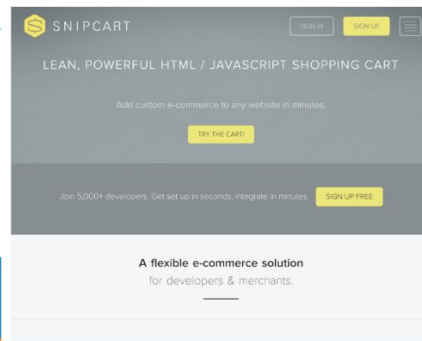 SNIPCART
SIGN IN
SIGN UP
LEAN, POWERFUL HTML / JAVASCRIPT SHOPPING CART
Add custom e-commerce to any website in minutes.
TRY THE CART!
Join 5,000+ developers. Get set up in seconds, integrate in minutes.
SIGN UP FREE
A flexible e-commerce solution
for developers & merchants.